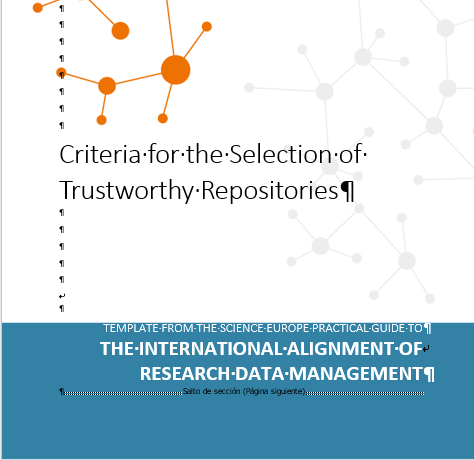 ¶
¶
¶
¶
¶
¶
¶
¶
Criteria·for·the·Selection·of·
Trustworthy·Repositories¶
¶
¶
¶
¶
¶
↵
¶
TEMPLATE·FROM·THE·SCIENCE·EUROPE·PRACTICAL·GUIDE·TO¶
THE·INTERNATIONAL·ALIGNMENT·OF↵
RESEARCH·DATA·MANAGEMENT¶
¶Salto de sección (Página siguiente)